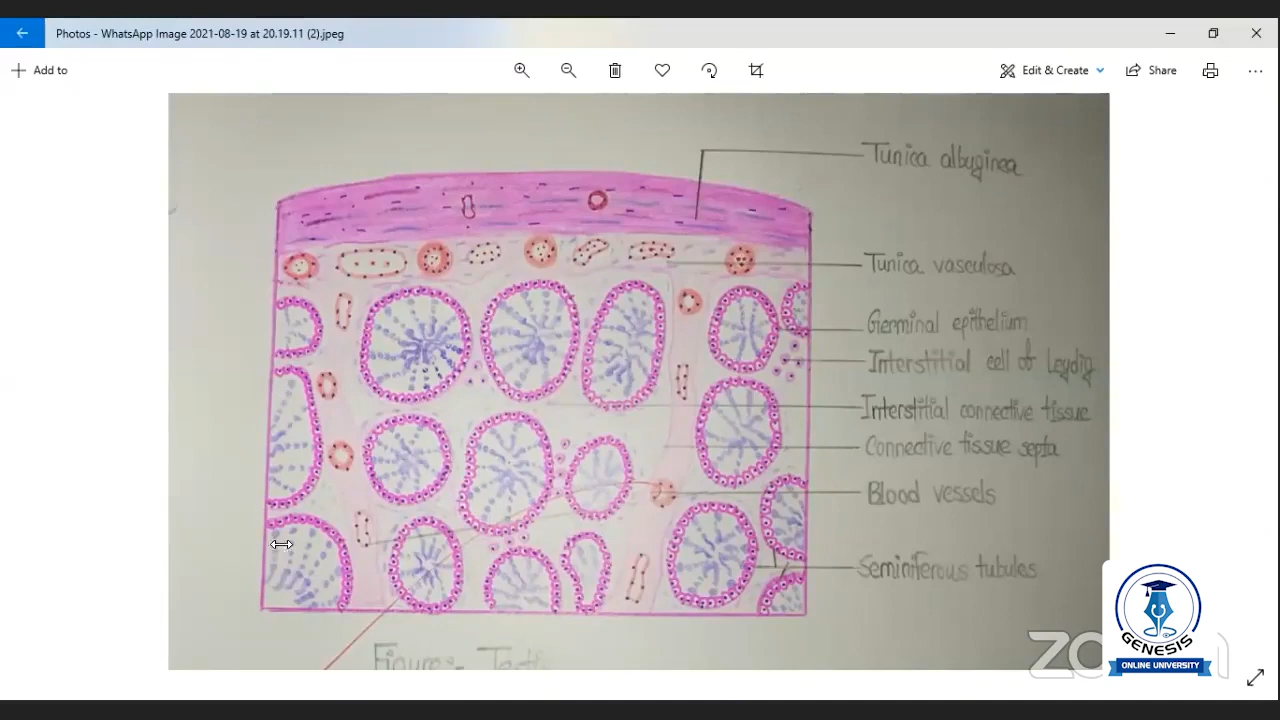 Photos - WhatsApp Image 2021-08-19 at 20.19.11 (2).jpeg
Add to
Edit & Create
Share
Tunica albuginea
Tunica vasculosa
Germinal epithelium
Interstitial cell of Leydig
Interstitial connective tissue
Connective tissue septa
Blood vessels
Seminiferous tubules
Figure:-
GENESIS
ONLINE UNIVERSITY